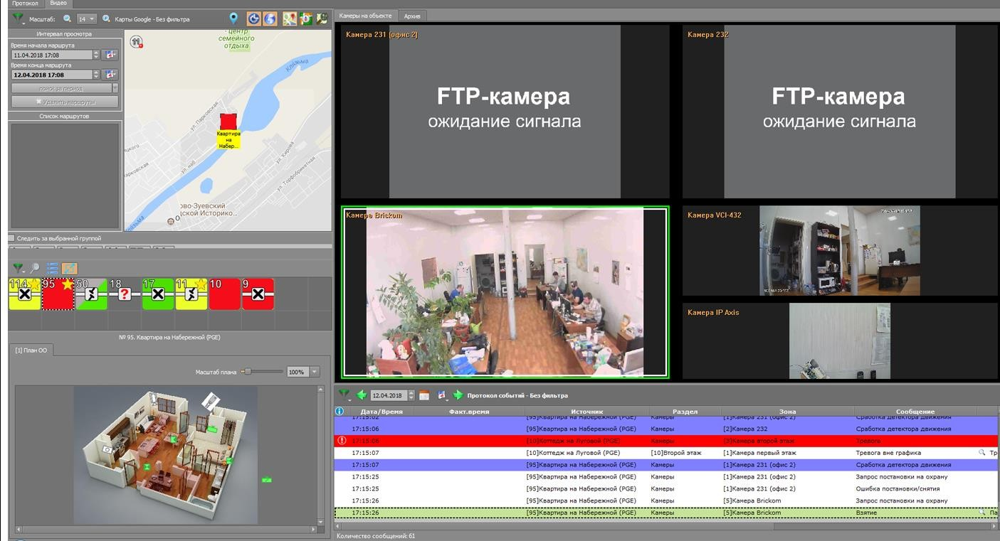 Протокол
Видео
Масштаб:
14
Карты Google - Без фильтра
Интервал просмотра
Время начала маршрута
11.04.2018 17:08
Время конца маршрута
12.04.2018 17:08
поиск за период
Удалить маршруты
Список маршрутов
- центр
семейного
отдыха
Клязьма
ул. Парковская
Квартира
на
Набер...
ул. Кирова
ул. наб
ул. Торфобрикетная
ово-Зуевский
ской Историко...
Клязьма
Следить за выбранной группой
114
95
50
18
17
11
10
9
№ 95. Квартира на Набережной (PGE)
[1] План ОО
Масштаб плана
100%
Камеры на объекте
Архив
Камера 231 (офис 2)
FTP-камера
ожидание сигнала
Камера 232
FTP-камера
ожидание сигнала
Камера Brickom
Камера VCI-432
Камера IP Axis
12.04.2018
Протокол событий - Без фильтра
Дата/Время Факт.время Источник Раздел Зона Сообщение
17:15:02 [95]Квартира на Набережной (PGE) Камеры [1]Камера 231 (офис 2) Сработка детектора движения
17:15:06 [95]Квартира на Набережной (PGE) Камеры [2]Камера 232 Сработка детектора движения
17:15:06 [10]Коттедж на Луговой (PGE) Камеры [3]Камера второй этаж Тревога
17:15:07 [10]Коттедж на Луговой (PGE) [10]Второй этаж [1]Камера первый этаж Тревога вне графика Тр
17:15:07 [95]Квартира на Набережной (PGE) Камеры [1]Камера 231 (офис 2) Сработка детектора движения
17:15:25 [95]Квартира на Набережной (PGE) Камеры [1]Камера 231 (офис 2) Запрос постановки на охрану
17:15:25 [95]Квартира на Набережной (PGE) Камеры [1]Камера 231 (офис 2) Ошибка постановки/снятия
17:15:26 [95]Квартира на Набережной (PGE) Камеры [5]Камера Brickom Запрос постановки на охрану
17:15:26 [95]Квартира на Набережной (PGE) Камеры [5]Камера Brickom Взятие Па
Количество сообщений: 61